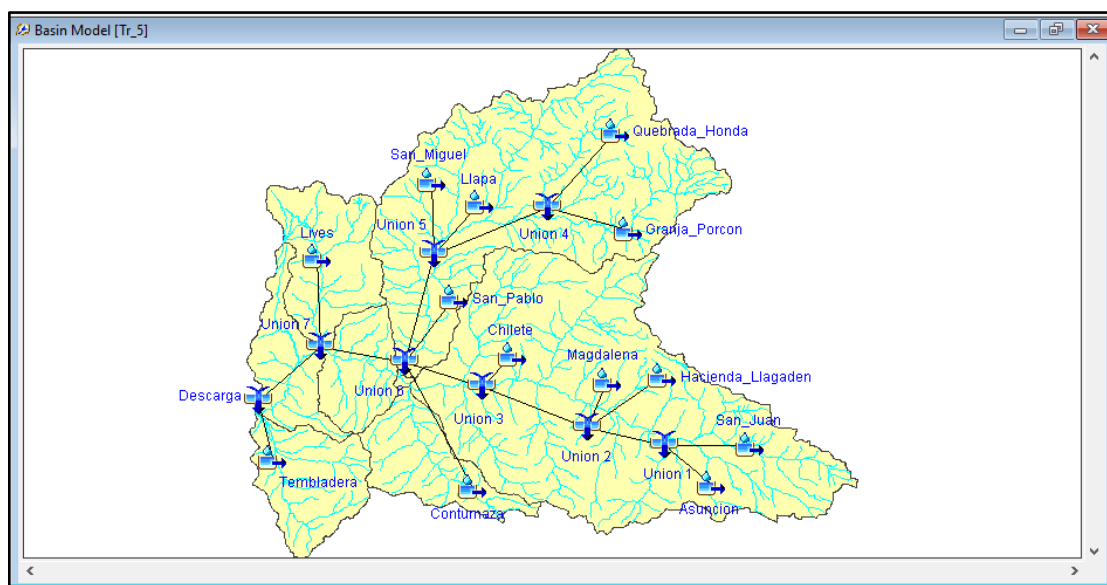 Basin Model [Tr_5]
Quebrada_Honda
San_Miguel
Llapa
Union 5
Union 4
Granja_Porcon
Lives
San_Pablo
Union 7
Chilete
Magdalena
Hacienda_Llagaden
Descarga
Union 6
Union 3
San_Juan
Union 2
Union 1
Tembladera
Contumaza
Asuncion